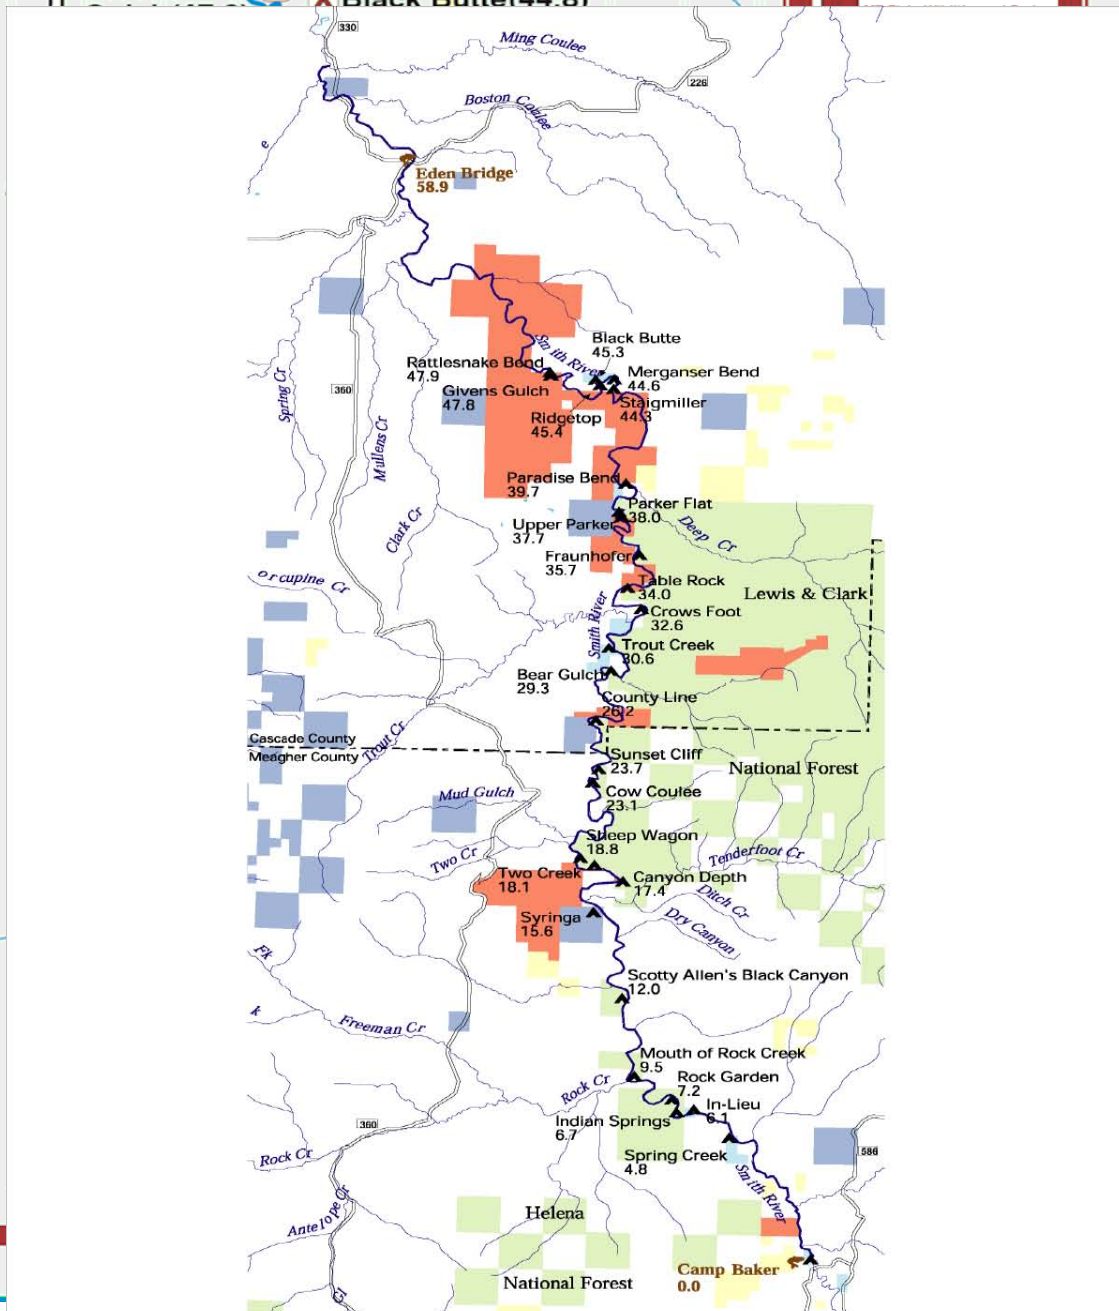 Black Butte(44.8)
330
Ming Coulee
226
Boston Coulee
e
Eden Bridge
58.9
Spring Cr
360
Mullens Cr
Clark Cr
Smith River
Black Butte
45.3
Rattlesnake Bend
47.9
Merganser Bend
44.6
Givens Gulch
47.8
Staigmiller
44.3
Ridgetop
45.4
Paradise Bend
39.7
Parker Flat
38.0
Upper Parker
37.7
Deep Cr
Fraunhofer
35.7
orcupine Cr
Table Rock
34.0
Lewis & Clark
Crows Foot
32.6
Smith River
Trout Creek
30.6
Bear Gulch
29.3
County Line
26.2
Cascade County
Meagher County
Trout Cr
Sunset Cliff
23.7
National Forest
Mud Gulch
Cow Coulee
23.1
Sheep Wagon
18.8
Two Cr
Tenderfoot Cr
Two Creek
18.1
Canyon Depth
17.4
Ditch Cr
Syringa
15.6
Dry Canyon
Fk
Scotty Allen's Black Canyon
12.0
k
Freeman Cr
Mouth of Rock Creek
9.5
Rock Cr
Rock Garden
7.2
In-Lieu
6.1
Indian Springs
6.7
360
Spring Creek
4.8
586
Rock Cr
Smith River
Antelope Cr
Helena
Camp Baker
0.0
National Forest